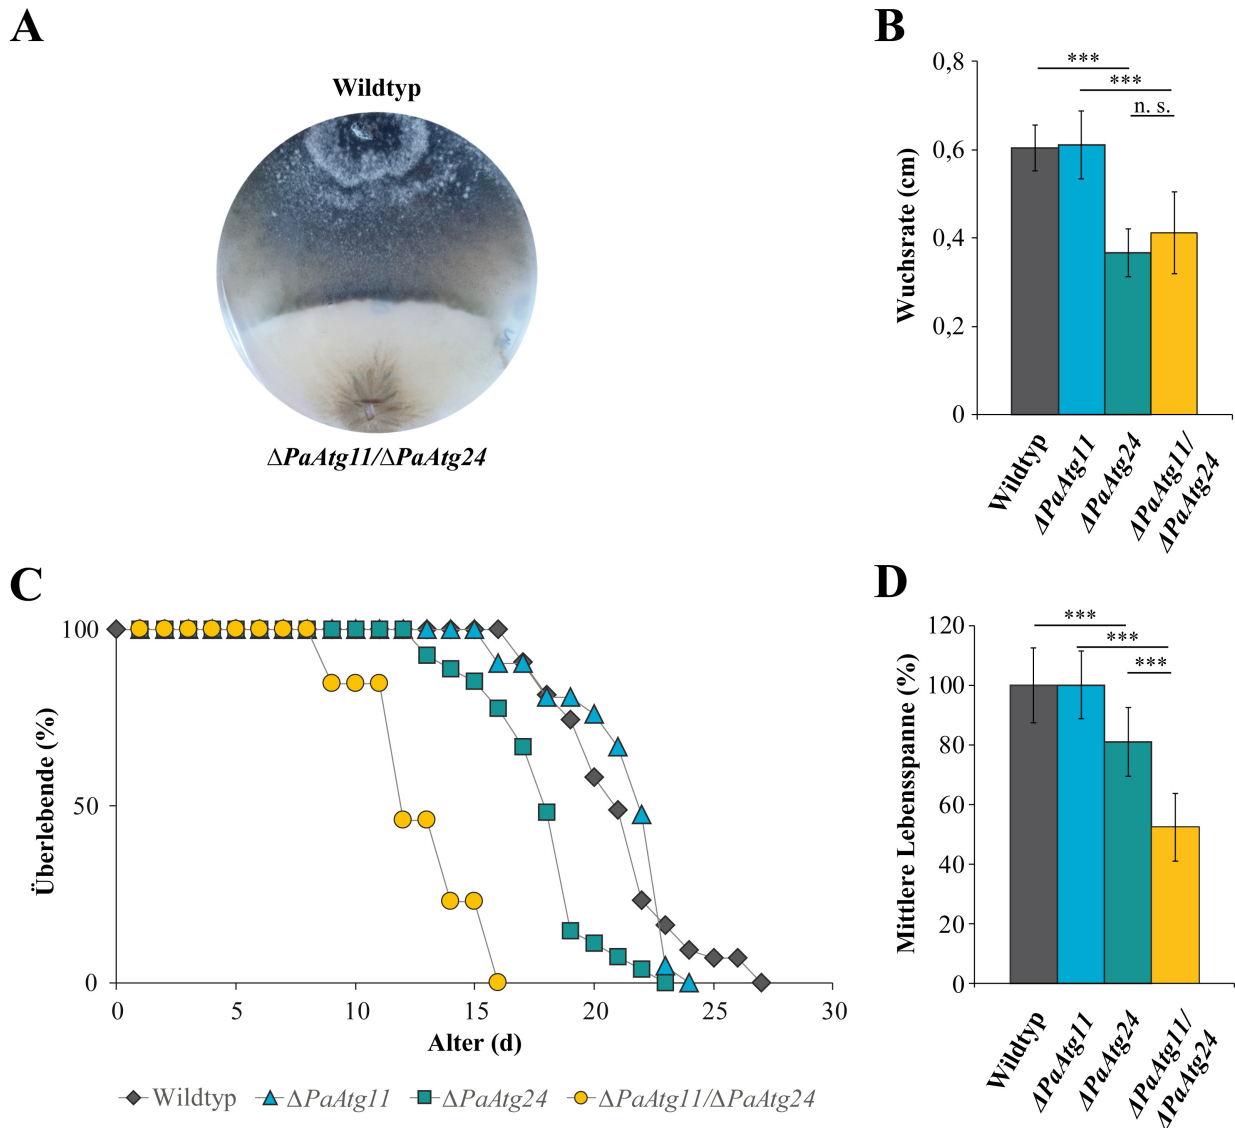 A
Wildtyp
ΔPaAtg11/ΔPaAtg24
B
Wuchsrate (cm)
0,8
0,6
0,4
0,2
0
***
***
n. s.
Wildtyp
ΔPaAtg11
ΔPaAtg24
ΔPaAtg11/
ΔPaAtg24
C
Überlebende (%)
100
50
0
0 5 10 15 20 25 30
Alter (d)
Wildtyp ΔPaAtg11 ΔPaAtg24 ΔPaAtg11/ΔPaAtg24
D
Mittlere Lebensspanne (%)
120
100
80
60
40
20
0
***
***
***
Wildtyp
ΔPaAtg11
ΔPaAtg24
ΔPaAtg11/
ΔPaAtg24